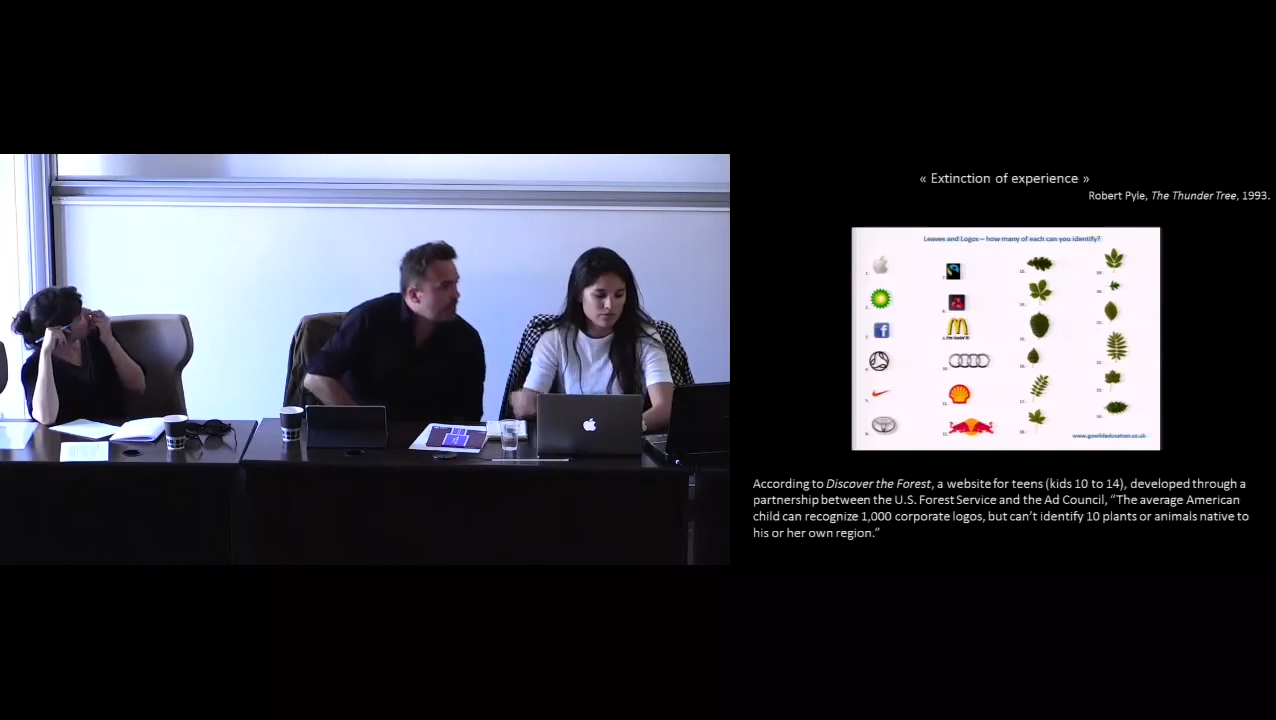 « Extinction of experience »
Robert Pyle, The Thunder Tree, 1993.
Leaves and Logos – how many of each can you identify?
bp
f
i'm lovin' it
www.gowildeducation.co.uk
According to Discover the Forest, a website for teens (kids 10 to 14), developed through a
partnership between the U.S. Forest Service and the Ad Council, “The average American
child can recognize 1,000 corporate logos, but can’t identify 10 plants or animals native to
his or her own region.”